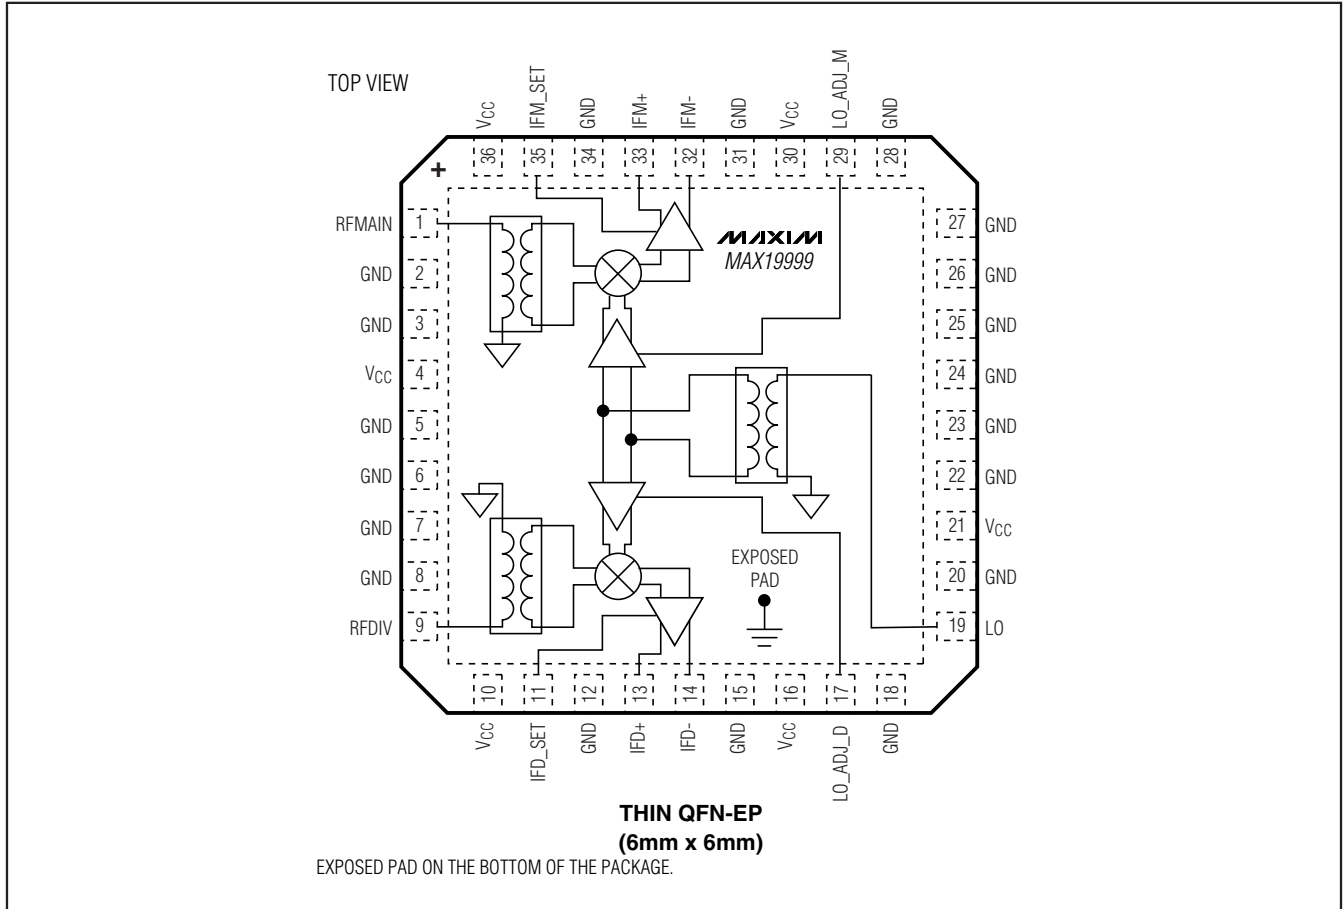 TOP VIEW
VCC
IFM_SET
GND
IFM+
IFM-
GND
VCC
LO_ADJ_M
GND
36
35
34
33
32
31
30
29
28
+
RFMAIN 1
GND 2
GND 3
VCC 4
GND 5
GND 6
GND 7
GND 8
RFDIV 9
MAXIM
MAX19999
EXPOSED
PAD
27 GND
26 GND
25 GND
24 GND
23 GND
22 GND
21 VCC
20 GND
19 LO
10
11
12
13
14
15
16
17
18
VCC
IFD_SET
GND
IFD+
IFD-
GND
VCC
LO_ADJ_D
GND
THIN QFN-EP
(6mm x 6mm)
EXPOSED PAD ON THE BOTTOM OF THE PACKAGE.